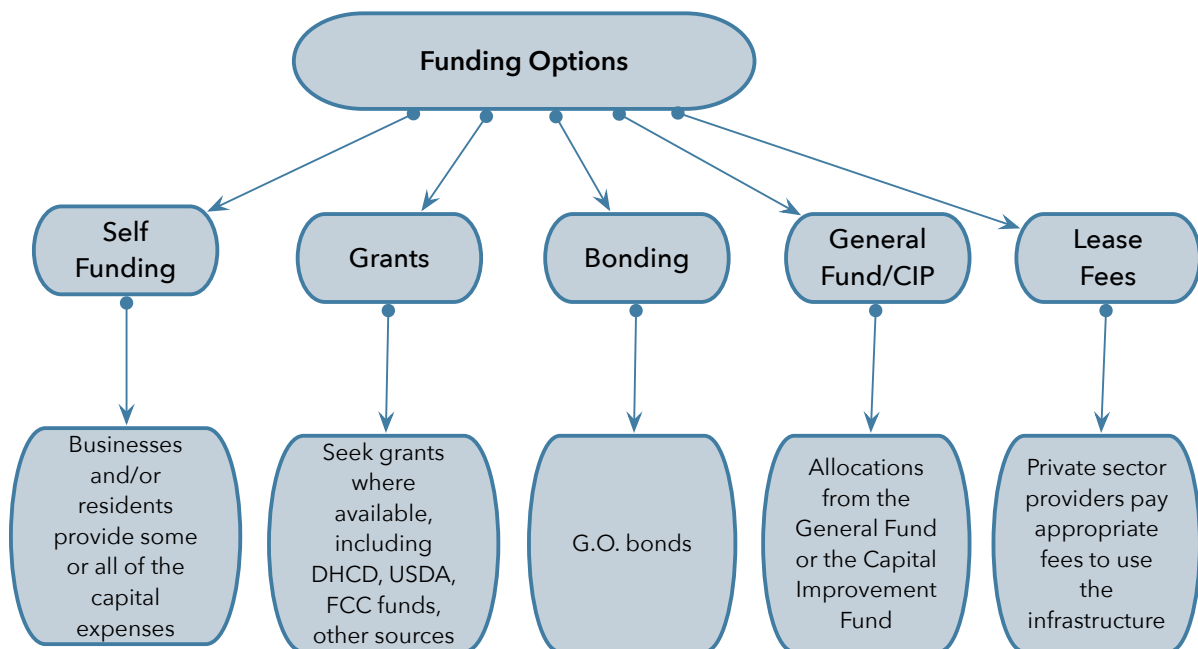 Funding Options
Self
Funding
Grants
Bonding
General
Fund/CIP
Lease
Fees
Businesses
and/or
residents
provide some
or all of the
capital
expenses
Seek grants
where
available,
including
DHCD, USDA,
FCC funds,
other sources
G.O. bonds
Allocations
from the
General Fund
or the Capital
Improvement
Fund
Private sector
providers pay
appropriate
fees to use
the
infrastructure